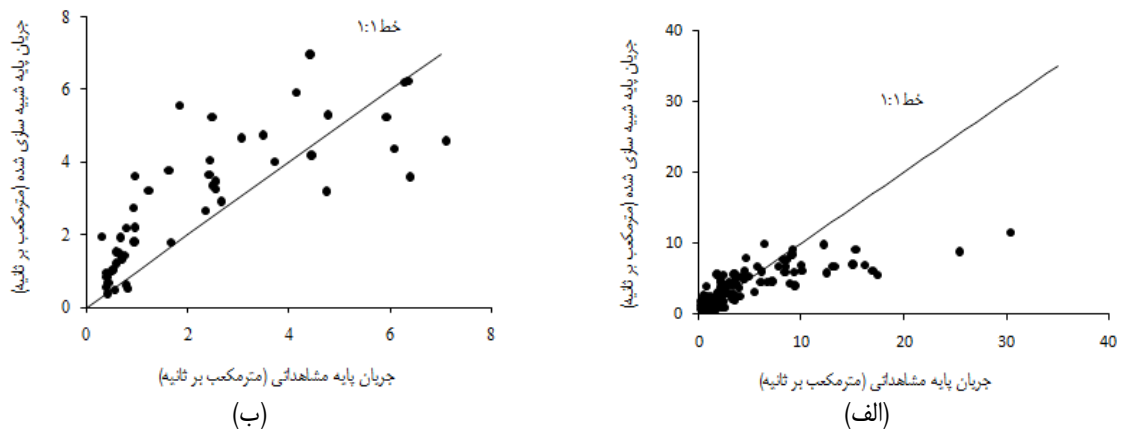 خط ۱:۱
جریان پایه شبیه سازی شده (مترمکعب بر ثانیه)
40
30
20
10
0
0 10 20 30 40
جریان پایه مشاهداتی (مترمکعب بر ثانیه)
(الف)
خط ۱:۱
جریان پایه شبیه سازی شده (مترمکعب بر ثانیه)
8
6
4
2
0
0 2 4 6 8
جریان پایه مشاهداتی (مترمکعب بر ثانیه)
(ب)